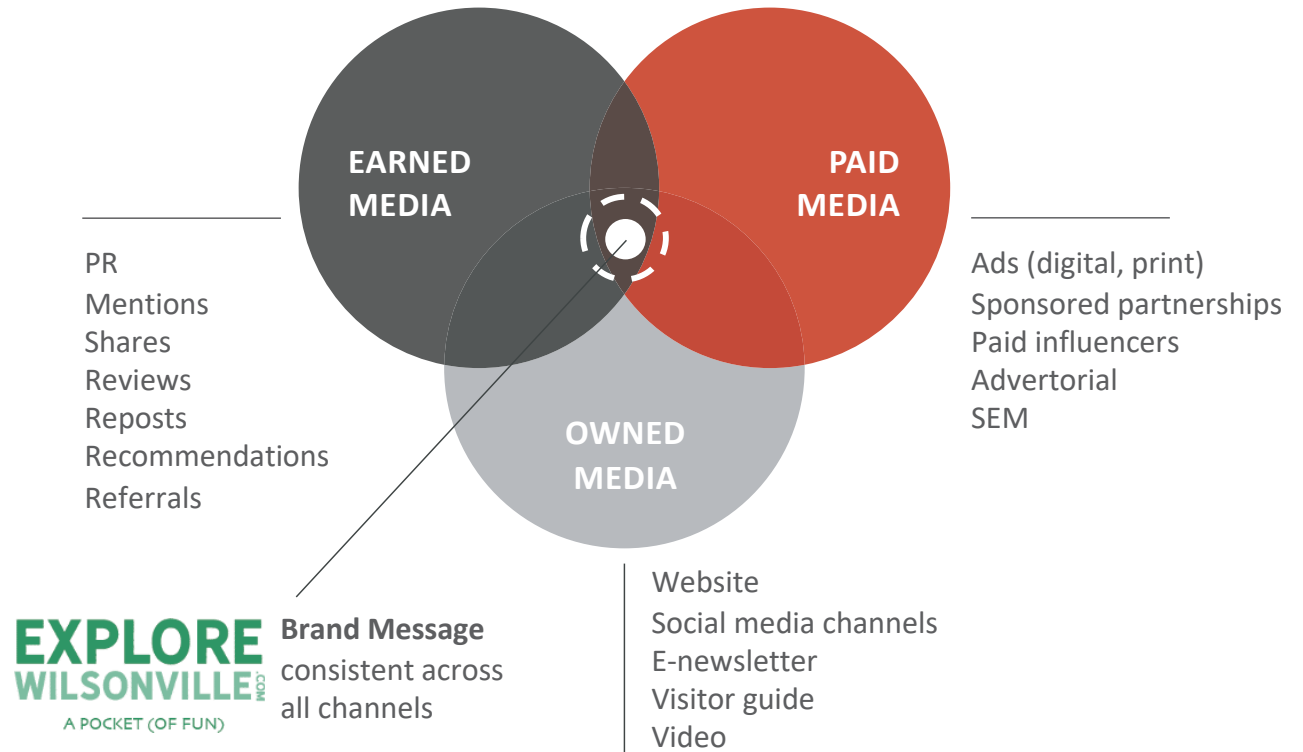 EARNED
MEDIA
PAID
MEDIA
OWNED
MEDIA
PR
Mentions
Shares
Reviews
Reposts
Recommendations
Referrals
Ads (digital, print)
Sponsored partnerships
Paid influencers
Advertorial
SEM
EXPLORE
WILSONVILLE
.COM
A POCKET (OF FUN)
Brand Message
consistent across
all channels
Website
Social media channels
E-newsletter
Visitor guide
Video